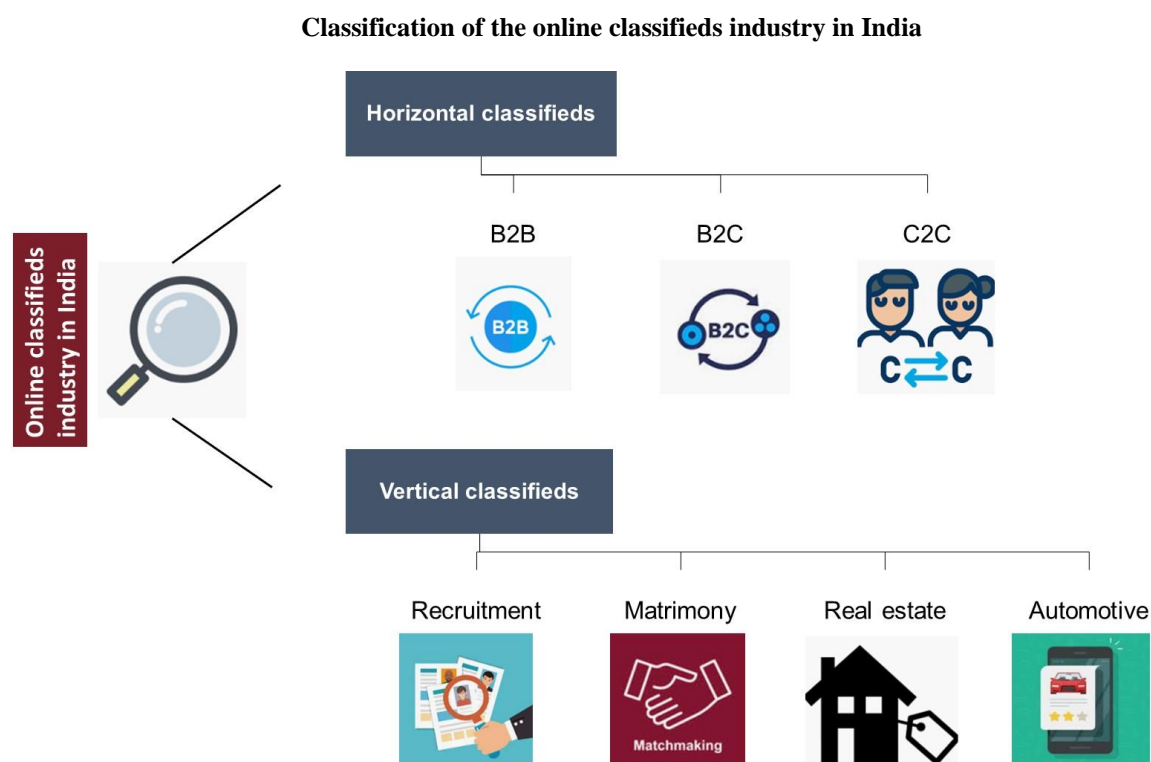 Classification of the online classifieds industry in India
Online classifieds
industry in India
Horizontal classifieds
B2B
B2C
C2C
B2B
B2C
C C
Vertical classifieds
Recruitment
Matrimony
Real estate
Automotive
Matchmaking